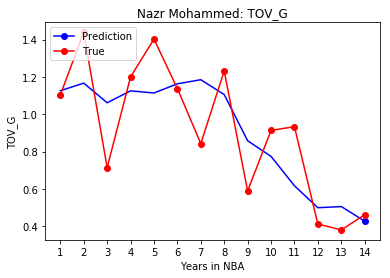 Nazr Mohammed: TOV_G
Prediction
True
1.4
1.2
1.0
0.8
0.6
0.4
TOV_G
1 2 3 4 5 6 7 8 9 10 11 12 13 14
Years in NBA